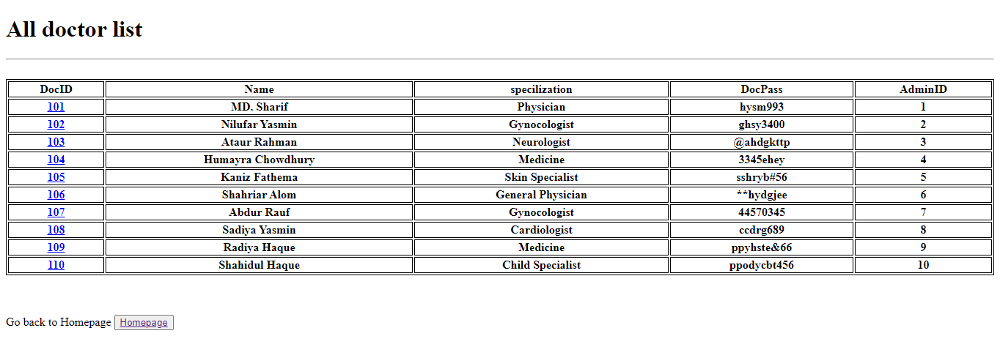 All doctor list
DocID Name specilization DocPass AdminID
101 MD. Sharif Physician hysm993 1
102 Nilufar Yasmin Gynocologist ghsy3400 2
103 Ataur Rahman Neurologist @ahdgkttp 3
104 Humayra Chowdhury Medicine 3345ehey 4
105 Kaniz Fathema Skin Specialist sshryb#56 5
106 Shahriar Alom General Physician **hydgjee 6
107 Abdur Rauf Gynocologist 44570345 7
108 Sadiya Yasmin Cardiologist ccdrg689 8
109 Radiya Haque Medicine ppyhste&66 9
110 Shahidul Haque Child Specialist ppodycbt456 10
Go back to Homepage Homepage